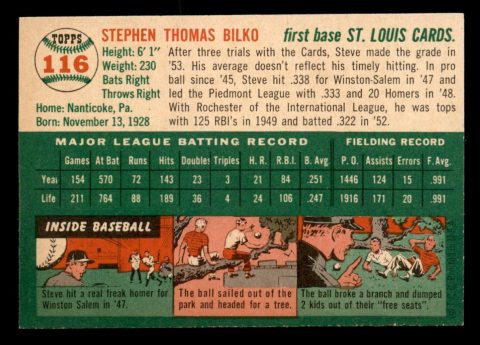 TOPPS
116
STEPHEN THOMAS BILKO first base ST. LOUIS CARDS.
Height: 6' 1"
Weight: 230
Bats Right
Throws Right
Home: Nanticoke, Pa.
Born: November 13, 1928
After three trials with the Cards, Steve made the grade in
'53. His average doesn't reflect his timely hitting. In pro
ball since '45, Steve hit .338 for Winston-Salem in '47 and
led the Piedmont League with .333 and 20 Homers in '48.
With Rochester of the International League, he was tops
with 125 RBI's in 1949 and batted .322 in '52.
MAJOR LEAGUE BATTING RECORD FIELDING RECORD
Games At Bat Runs Hits Doubles Triples H. R. R.B.I. B. Avg. P. O. Assists Errors F. Avg.
Year 154 570 72 143 23 3 21 84 .251 1446 124 15 .991
Life 211 764 88 189 36 4 24 106 .247 1916 171 20 .991
INSIDE BASEBALL
Steve hit a real freak homer for
Winston Salem in '47.
The ball sailed out of the
park and headed for a tree.
The ball broke a branch and dumped
2 kids out of their "free seats".